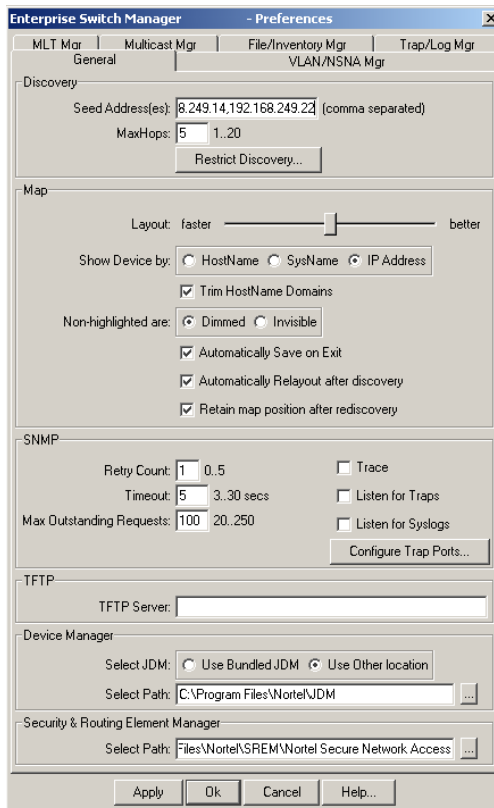 Enterprise Switch Manager - Preferences
MLT Mgr Multicast Mgr File/Inventory Mgr Trap/Log Mgr
General VLAN/NSNA Mgr
Discovery
Seed Address(es): 8.249.14,192.168.249.22 (comma separated)
MaxHops: 5 1..20
Restrict Discovery...
Map
Layout: faster better
Show Device by: HostName SysName IP Address
Trim HostName Domains
Non-highlighted are: Dimmed Invisible
Automatically Save on Exit
Automatically Relayout after discovery
Retain map position after rediscovery
SNMP
Retry Count: 1 0..5 Trace
Timeout: 5 3..30 secs Listen for Traps
Max Outstanding Requests: 100 20..250 Listen for Syslogs
Configure Trap Ports...
TFTP
TFTP Server:
Device Manager
Select JDM: Use Bundled JDM Use Other location
Select Path: C:\Program Files\Nortel\JDM ...
Security & Routing Element Manager
Select Path: Files\Nortel\SREM\Nortel Secure Network Access ...
Apply Ok Cancel Help...